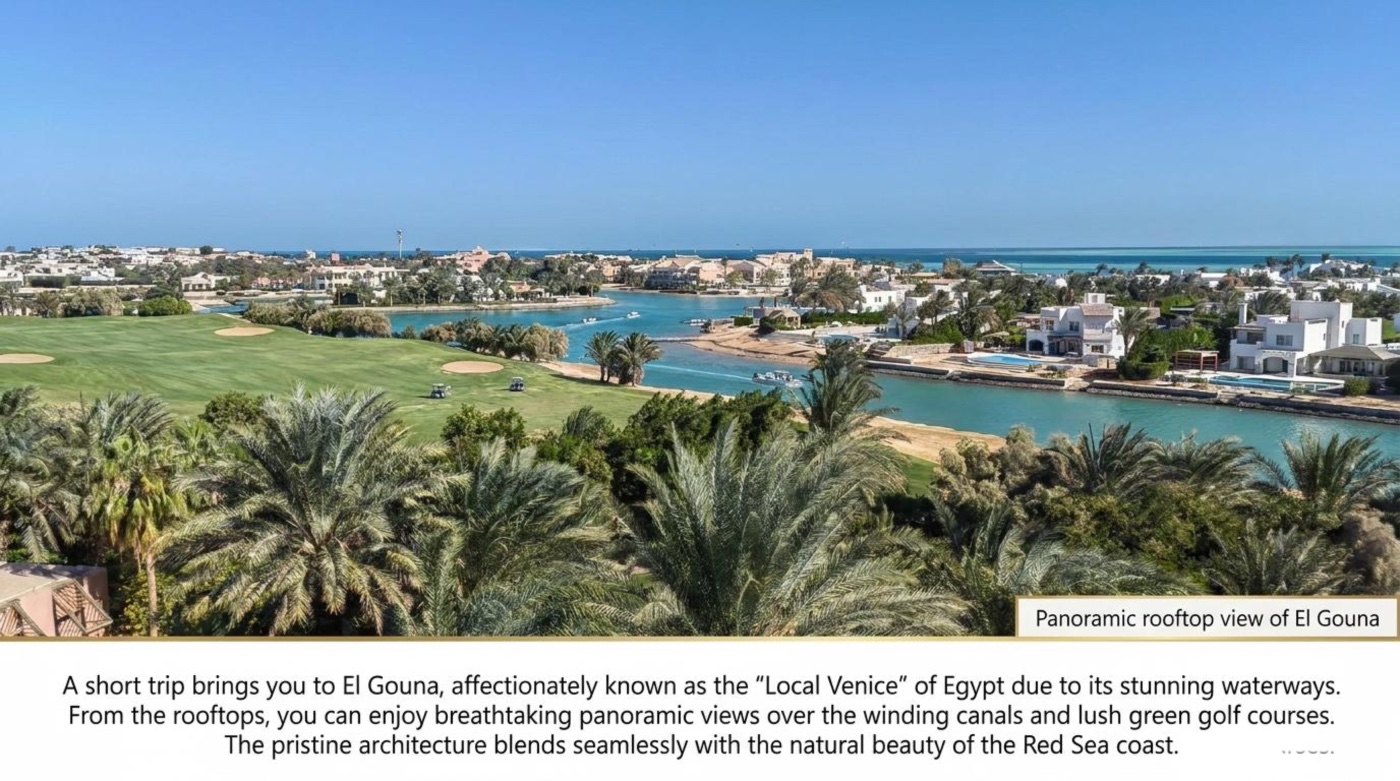 Panoramic rooftop view of El Gouna
A short trip brings you to El Gouna, affectionately known as the “Local Venice” of Egypt due to its stunning waterways.
From the rooftops, you can enjoy breathtaking panoramic views over the winding canals and lush green golf courses.
The pristine architecture blends seamlessly with the natural beauty of the Red Sea coast.